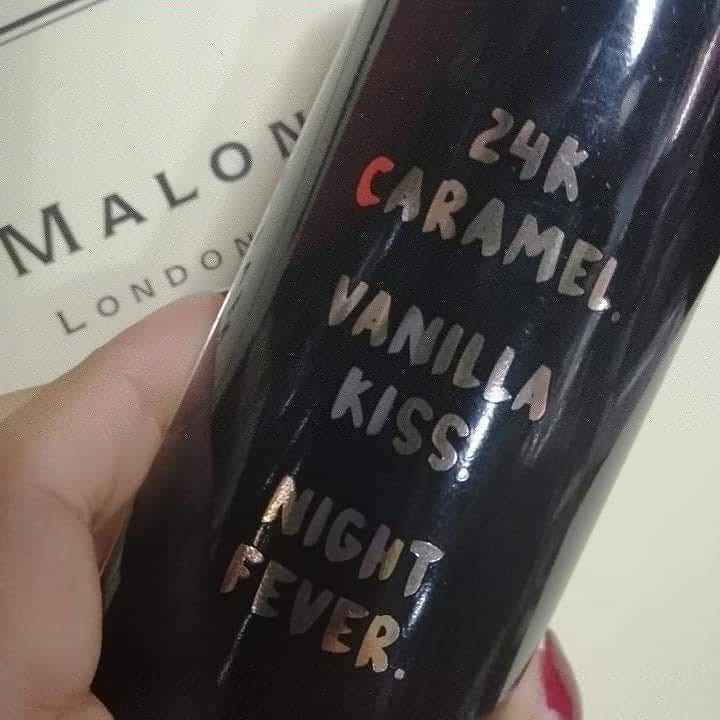 MALON
LONDON
24K
CARAMEL.
VANILLA
KISS.
NIGHT
FEVER.